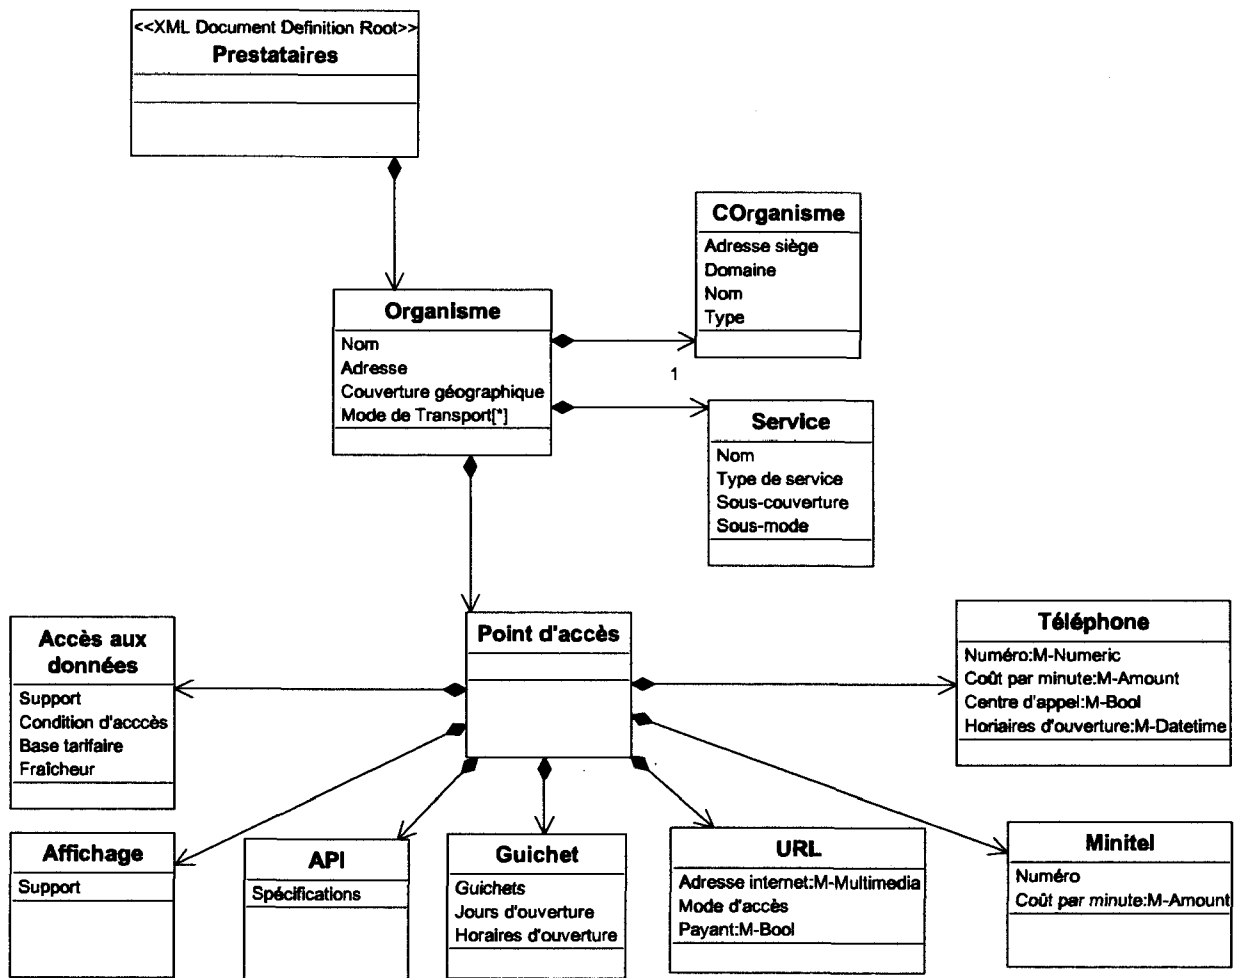 <<XML Document Definition Root>>
Prestataires
COrganisme
Adresse siège
Domaine
Nom
Type
Organisme
Nom
Adresse
Couverture géographique
Mode de Transport[*]
1
Service
Nom
Type de service
Sous-couverture
Sous-mode
Point d'accès
Téléphone
Numéro:M-Numeric
Coût par minute:M-Amount
Centre d'appel:M-Bool
Horiaires d'ouverture:M-Datetime
Accès aux
données
Support
Condition d'acccès
Base tarifaire
Fraîcheur
Affichage
Support
API
Spécifications
Guichet
Guichets
Jours d'ouverture
Horaires d'ouverture
URL
Adresse internet:M-Multimedia
Mode d'accès
Payant:M-Bool
Minitel
Numéro
Coût par minute:M-Amount